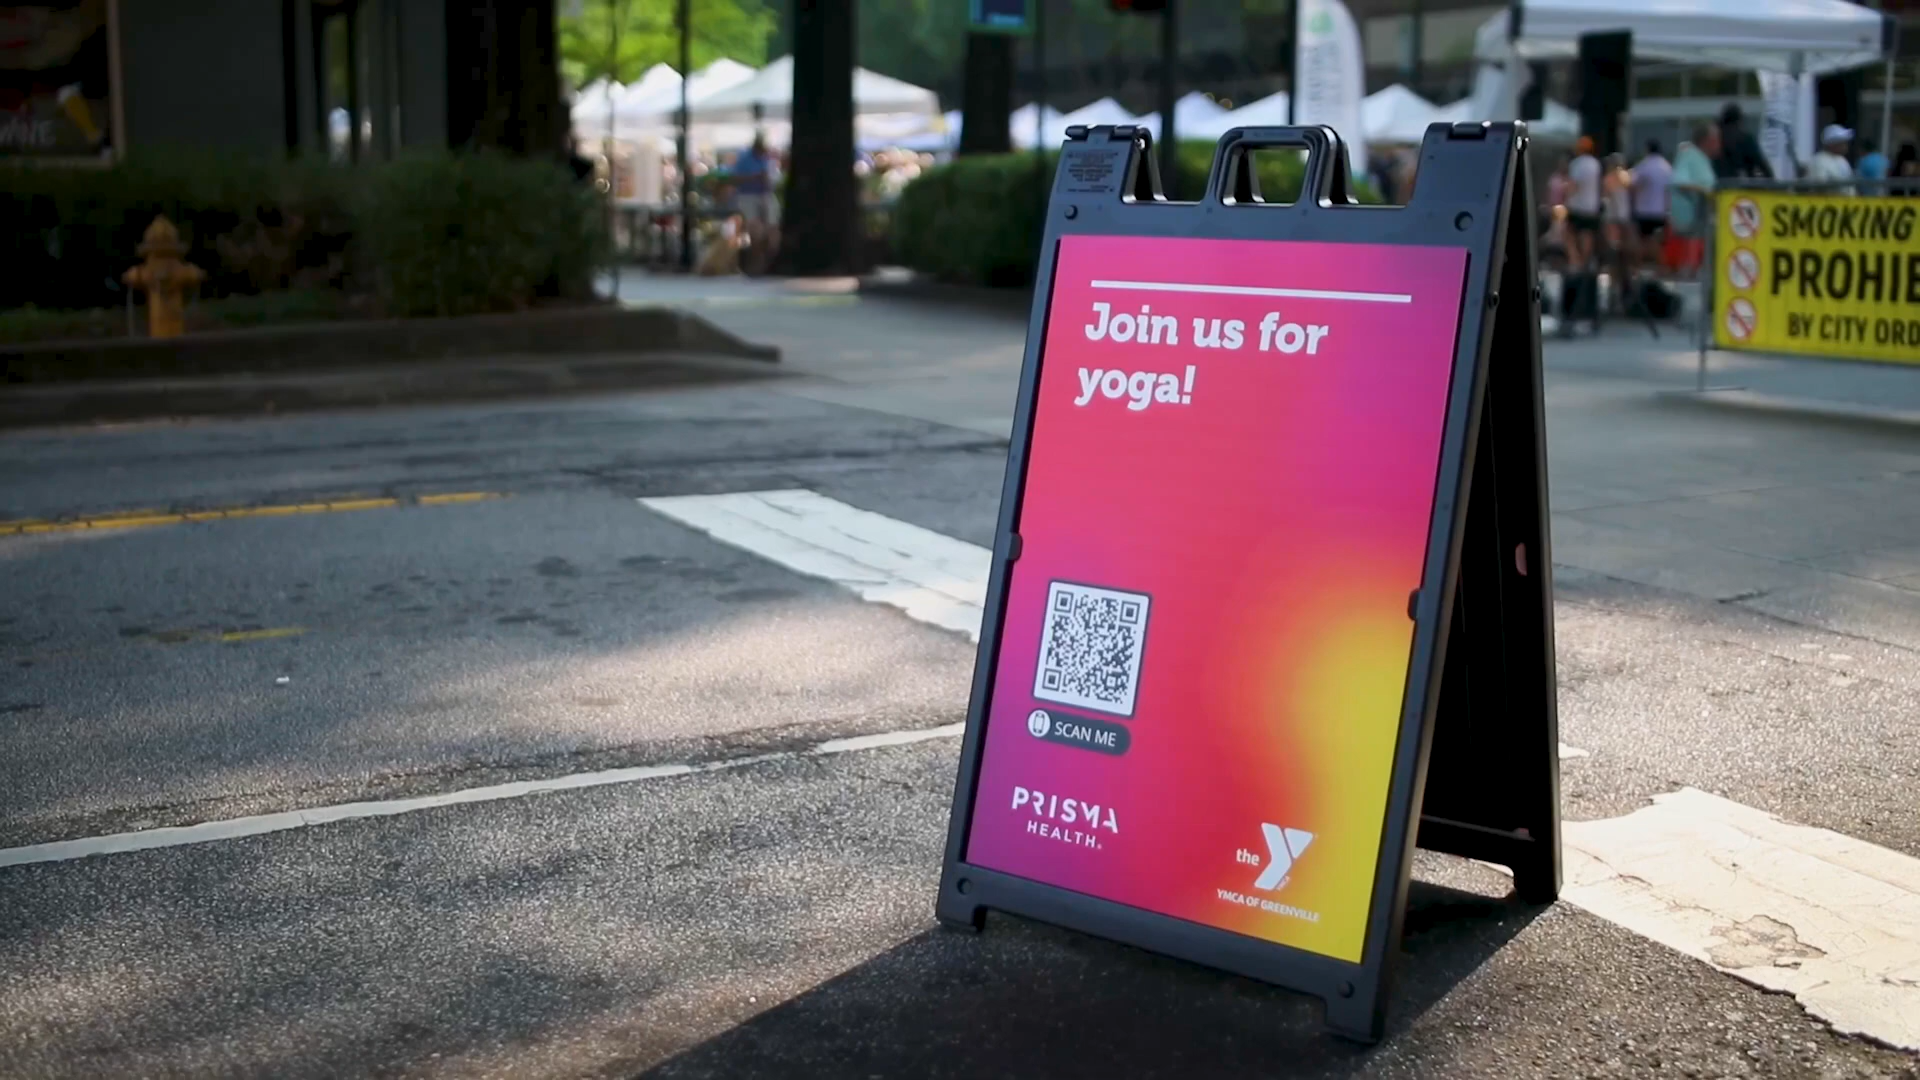 Join us for
yoga!
SCAN ME
PRISMA
HEALTH®
the
YMCA OF GREENVILLE
SMOKING
PROHIB
BY CITY ORD